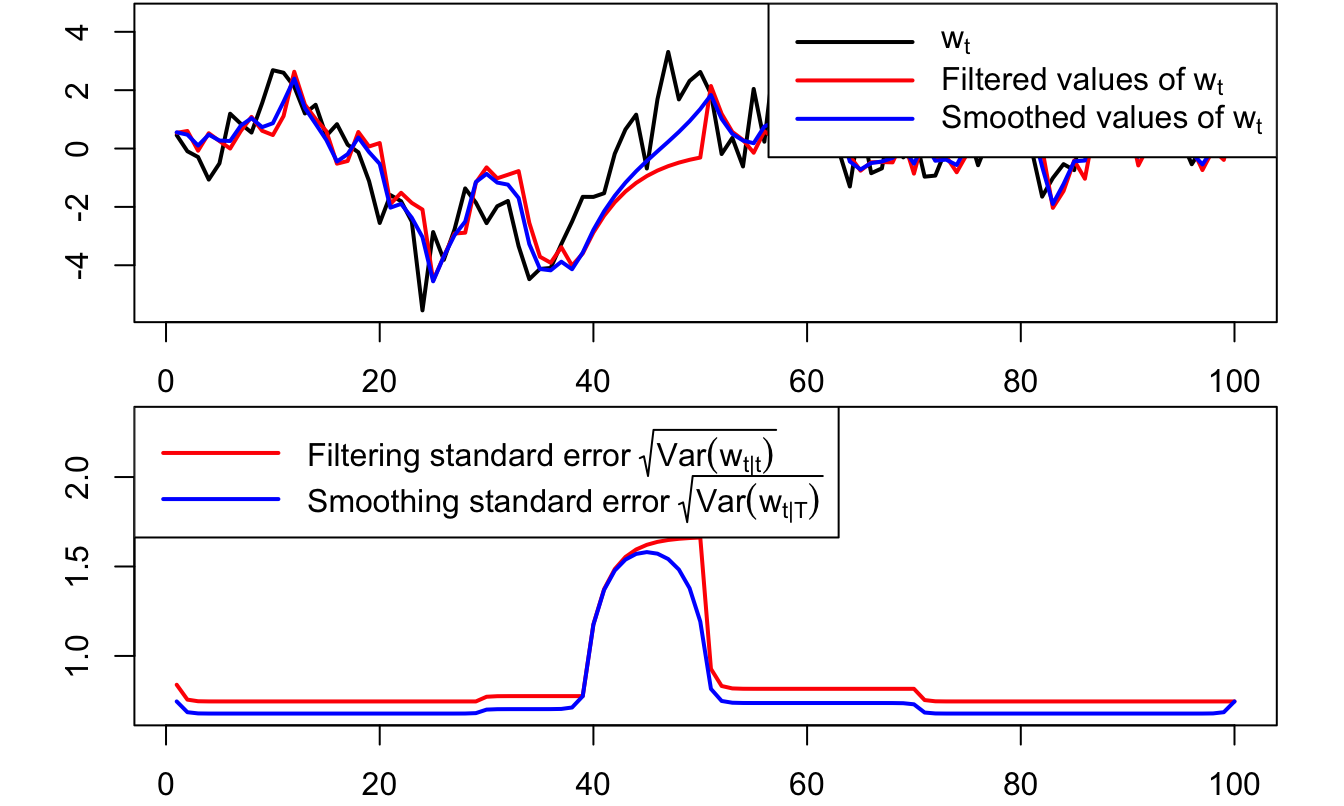 4
2
0
-2
-4
w_t
Filtered values of w_t
Smoothed values of w_t
0 20 40 60 80 100
2.0
1.5
1.0
Filtering standard error √Var(w_t|t)
Smoothing standard error √Var(w_t|T)
0 20 40 60 80 100